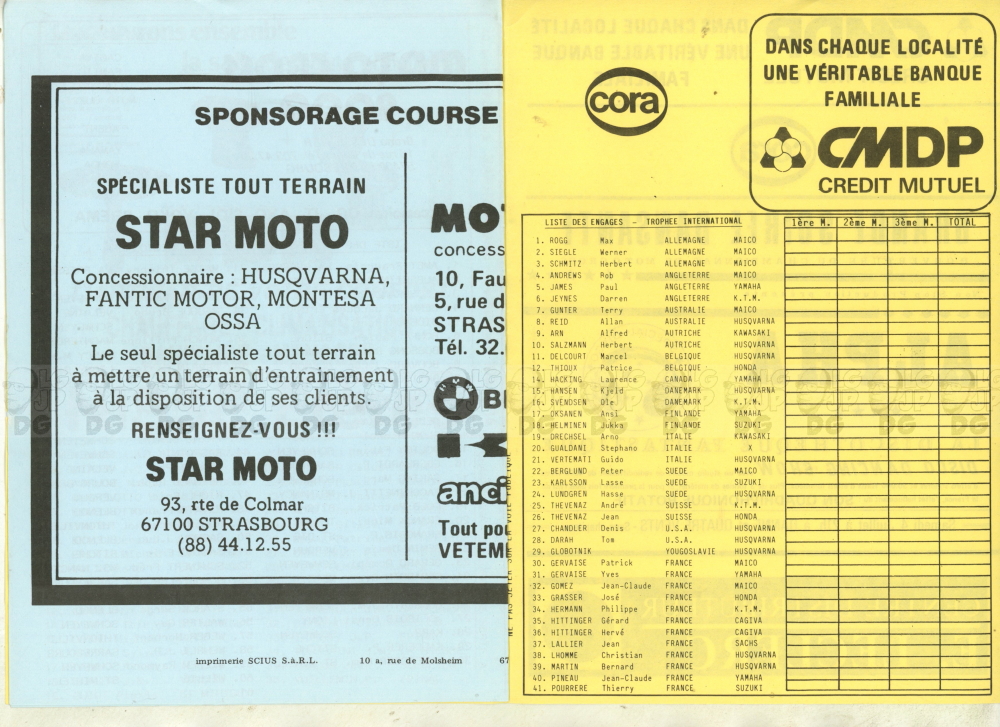 SPONSORAGE COURSE
SPÉCIALISTE TOUT TERRAIN
STAR MOTO
Concessionnaire : HUSQVARNA,
FANTIC MOTOR, MONTESA
OSSA
Le seul spécialiste tout terrain
à mettre un terrain d'entrainement
à la disposition de ses clients.
RENSEIGNEZ-VOUS !!!
STAR MOTO
93, rte de Colmar
67100 STRASBOURG
(88) 44.12.55
MO
concess
10, Fau
5, rue d
STRAS
Tél. 32.
B
anci
Tout pou
VETEM
imprimerie SCIUS S.à.R.L. 10 a, rue de Molsheim 67
NE PAS JETER SUR LA VOIE PUBLIQUE
cora
DANS CHAQUE LOCALITÉ
UNE VÉRITABLE BANQUE
FAMILIALE
CMDP
CREDIT MUTUEL
LISTE DES ENGAGES - TROPHEE INTERNATIONAL 1ère M. 2ème M. 3ème M. TOTAL
1. ROGG Max ALLEMAGNE MAICO
2. SIEGLE Werner ALLEMAGNE MAICO
3. SCHMITZ Herbert ALLEMAGNE MAICO
4. ANDREWS Rob ANGLETERRE MAICO
5. JAMES Paul ANGLETERRE YAMAHA
6. JEYNES Darren ANGLETERRE K.T.M.
7. GUNTER Terry AUSTRALIE MAICO
8. REID Allan AUSTRALIE HUSQVARNA
9. ARN Alfred AUTRICHE KAWASAKI
10. SALZMANN Herbert AUTRICHE HUSQVARNA
11. DELCOURT Marcel BELGIQUE HUSQVARNA
12. THIOUX Patrice BELGIQUE HONDA
14. HACKING Laurence CANADA YAMAHA
15. HANSEN Kjeld DANEMARK HUSQVARNA
16. SVENDSEN Ole DANEMARK K.T.M.
17. OKSANEN Ansi FINLANDE YAMAHA
18. HELMINEN Jukka FINLANDE SUZUKI
19. DRECHSEL Arno ITALIE KAWASAKI
20. GUALDANI Stephano ITALIE X
21. VERTEMATI Guido ITALIE HUSQVARNA
22. BERGLUND Peter SUEDE MAICO
23. KARLSSON Lasse SUEDE SUZUKI
24. LUNDGREN Hasse SUEDE HUSQVARNA
25. THEVENAZ André SUISSE K.T.M.
26. THEVENAZ Jean SUISSE HONDA
27. CHANDLER Denis U.S.A. HUSQVARNA
28. DARAH Tom U.S.A. HUSQVARNA
29. GLOBOTNIK YOUGOSLAVIE HUSQVARNA
30. GERVAISE Patrick FRANCE MAICO
31. GERVAISE Yves FRANCE YAMAHA
32. GOMEZ Jean-Claude FRANCE MAICO
33. GRASSER José FRANCE HONDA
34. HERMANN Philippe FRANCE K.T.M.
35. HITTINGER Gérard FRANCE CAGIVA
36. HITTINGER Hervé FRANCE CAGIVA
37. LALLIER Jean FRANCE SACHS
38. LHOMME Christian FRANCE HUSQVARNA
39. MARTIN Bernard FRANCE HUSQVARNA
40. PINEAU Jean-Claude FRANCE YAMAHA
41. POURRERE Thierry FRANCE SUZUKI